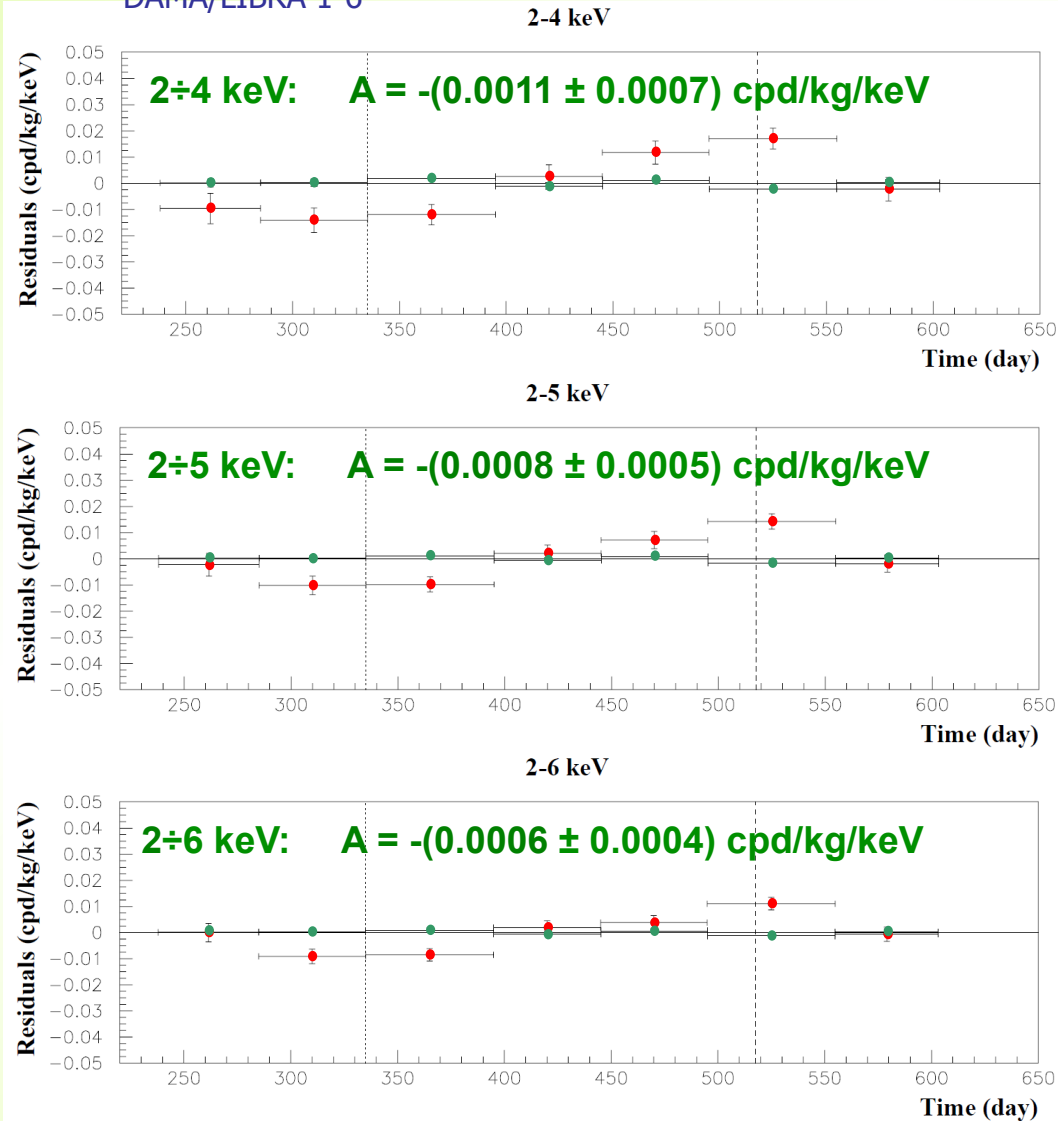 DAMA/LIBRA 1-6
2-4 keV
Residuals (cpd/kg/keV)
0.05
0.04
0.03
0.02
0.01
0
−0.01
−0.02
−0.03
−0.04
−0.05
2÷4 keV: A = -(0.0011 ± 0.0007) cpd/kg/keV
250 300 350 400 450 500 550 600 650
Time (day)
2-5 keV
Residuals (cpd/kg/keV)
0.05
0.04
0.03
0.02
0.01
0
−0.01
−0.02
−0.03
−0.04
−0.05
2÷5 keV: A = -(0.0008 ± 0.0005) cpd/kg/keV
250 300 350 400 450 500 550 600 650
Time (day)
2-6 keV
Residuals (cpd/kg/keV)
0.05
0.04
0.03
0.02
0.01
0
−0.01
−0.02
−0.03
−0.04
−0.05
2÷6 keV: A = -(0.0006 ± 0.0004) cpd/kg/keV
250 300 350 400 450 500 550 600 650
Time (day)